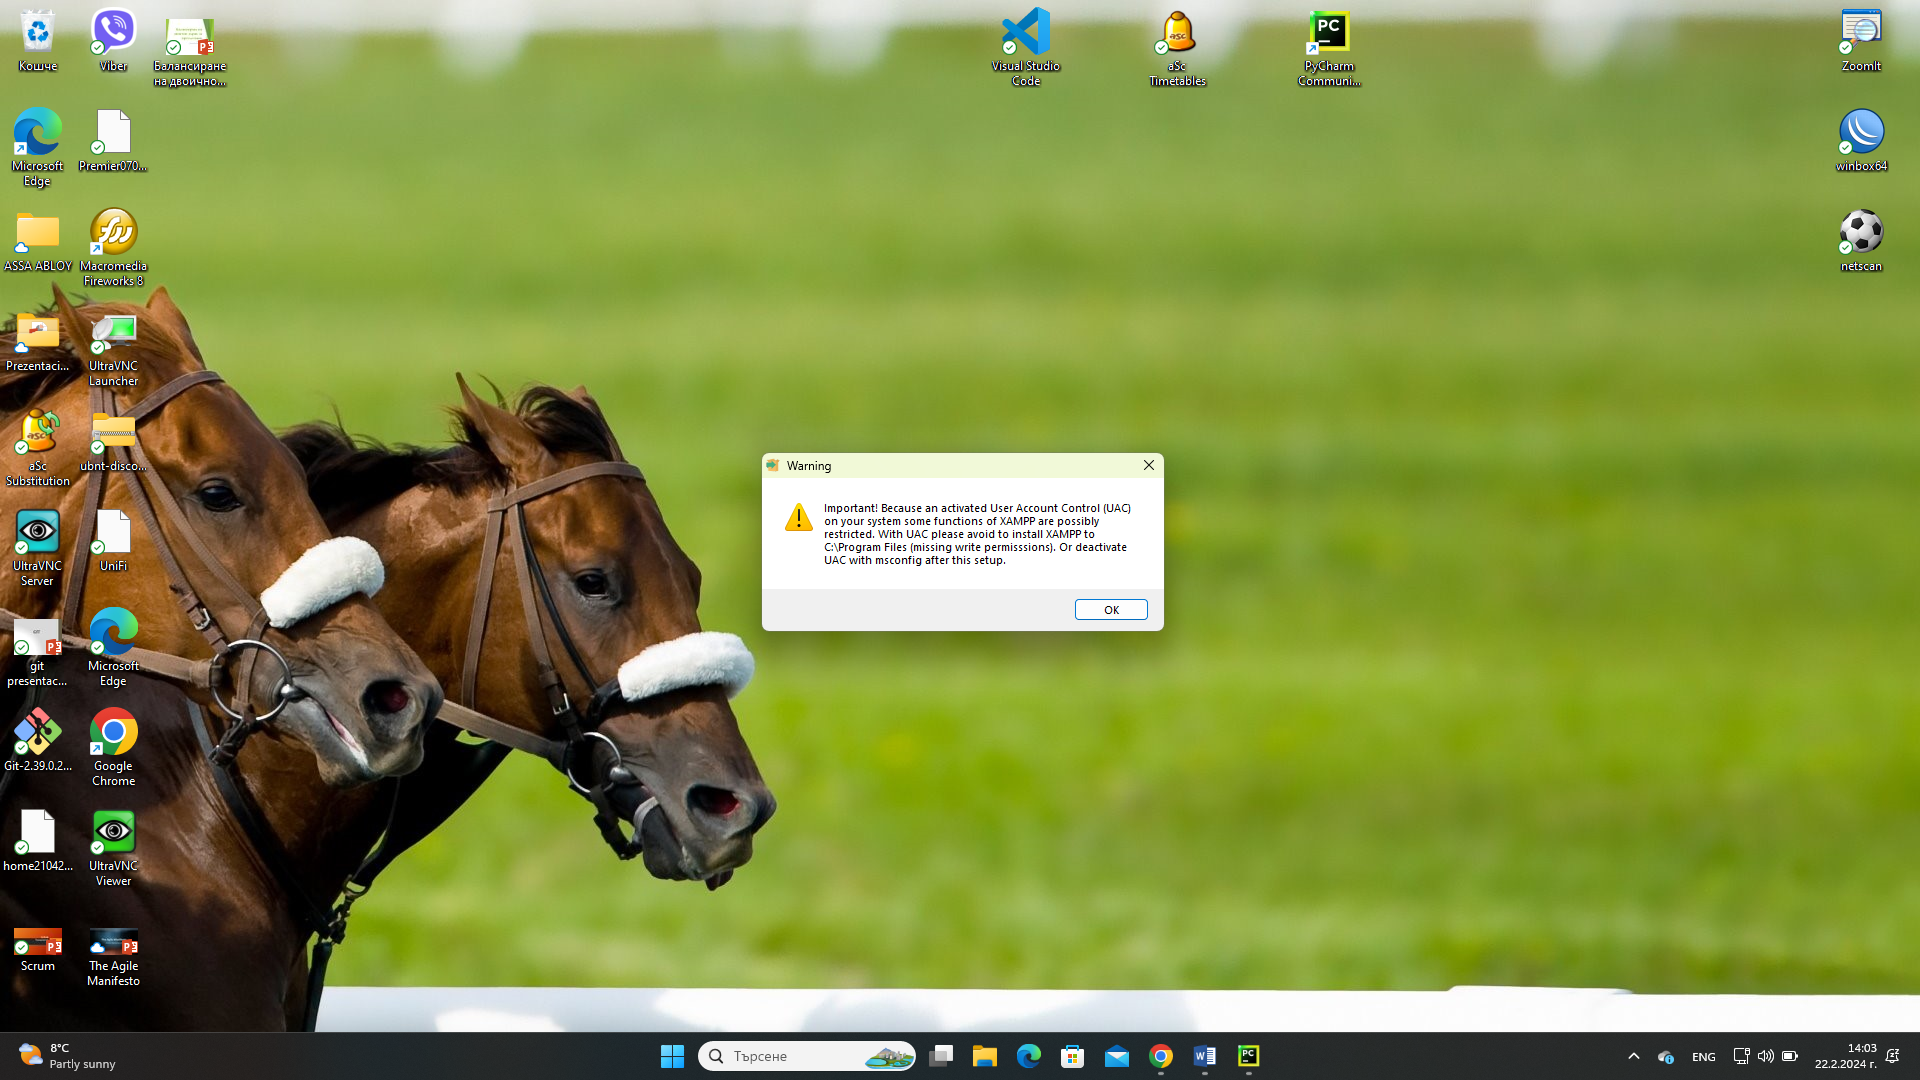 Кошче
Viber
Балансиране
на двоично...
Visual Studio
Code
aSc
Timetables
PC
PyCharm
Communi...
ZoomIt
Microsoft
Edge
Premier070...
winbox64
ASSA ABLOY
Macromedia
Fireworks 8
netscan
Prezentaci...
UltraVNC
Launcher
aSc
Substitution
ubnt-disco...
UltraVNC
Server
UniFi
git
presentac...
Microsoft
Edge
Git-2.39.0.2...
Google
Chrome
home21042...
UltraVNC
Viewer
Scrum
The Agile
Manifesto
Warning
Important! Because an activated User Account Control (UAC)
on your system some functions of XAMPP are possibly
restricted. With UAC please avoid to install XAMPP to
C:\Program Files (missing write permisssions). Or deactivate
UAC with msconfig after this setup.
OK
8°C
Partly sunny
Търсене
ENG
14:03
22.2.2024 г.